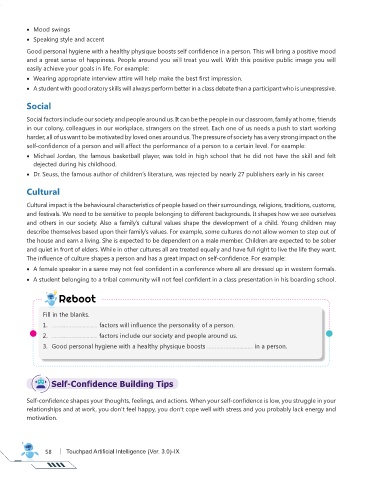 • Mood swings
• Speaking style and accent
Good personal hygiene with a healthy physique boosts self confidence in a person. This will bring a positive mood
and a great sense of happiness. People around you will treat you well. With this positive public image you will
easily achieve your goals in life. For example:
• Wearing appropriate interview attire will help make the best first impression.
• A student with good oratory skills will always perform better in a class debate than a participant who is unexpressive.
Social
Social factors include our society and people around us. It can be the people in our classroom, family at home, friends
in our colony, colleagues in our workplace, strangers on the street. Each one of us needs a push to start working
harder, all of us want to be motivated by loved ones around us. The pressure of society has a very strong impact on the
self-confidence of a person and will affect the performance of a person to a certain level. For example:
• Michael Jordan, the famous basketball player, was told in high school that he did not have the skill and felt
dejected during his childhood.
• Dr. Seuss, the famous author of children's literature, was rejected by nearly 27 publishers early in his career.
Cultural
Cultural impact is the behavioural characteristics of people based on their surroundings, religions, traditions, customs,
and festivals. We need to be sensitive to people belonging to different backgrounds. It shapes how we see ourselves
and others in our society. Also a family's cultural values shape the development of a child. Young children may
describe themselves based upon their family's values. For example, some cultures do not allow women to step out of
the house and earn a living. She is expected to be dependent on a male member. Children are expected to be sober
and quiet in front of elders. While in other cultures all are treated equally and have full right to live the life they want.
The influence of culture shapes a person and has a great impact on self-confidence. For example:
• A female speaker in a saree may not feel confident in a conference where all are dressed up in western formals.
• A student belonging to a tribal community will not feel confident in a class presentation in his boarding school.
Reboot
Fill in the blanks.
1. ........................ factors will influence the personality of a person.
2. ........................ factors include our society and people around us.
3. Good personal hygiene with a healthy physique boosts ........................ in a person.
Self-Confidence Building Tips
Self-confidence shapes your thoughts, feelings, and actions. When your self-confidence is low, you struggle in your
relationships and at work, you don't feel happy, you don't cope well with stress and you probably lack energy and
motivation.
58 | Touchpad Artificial Intelligence (Ver. 3.0)-IX